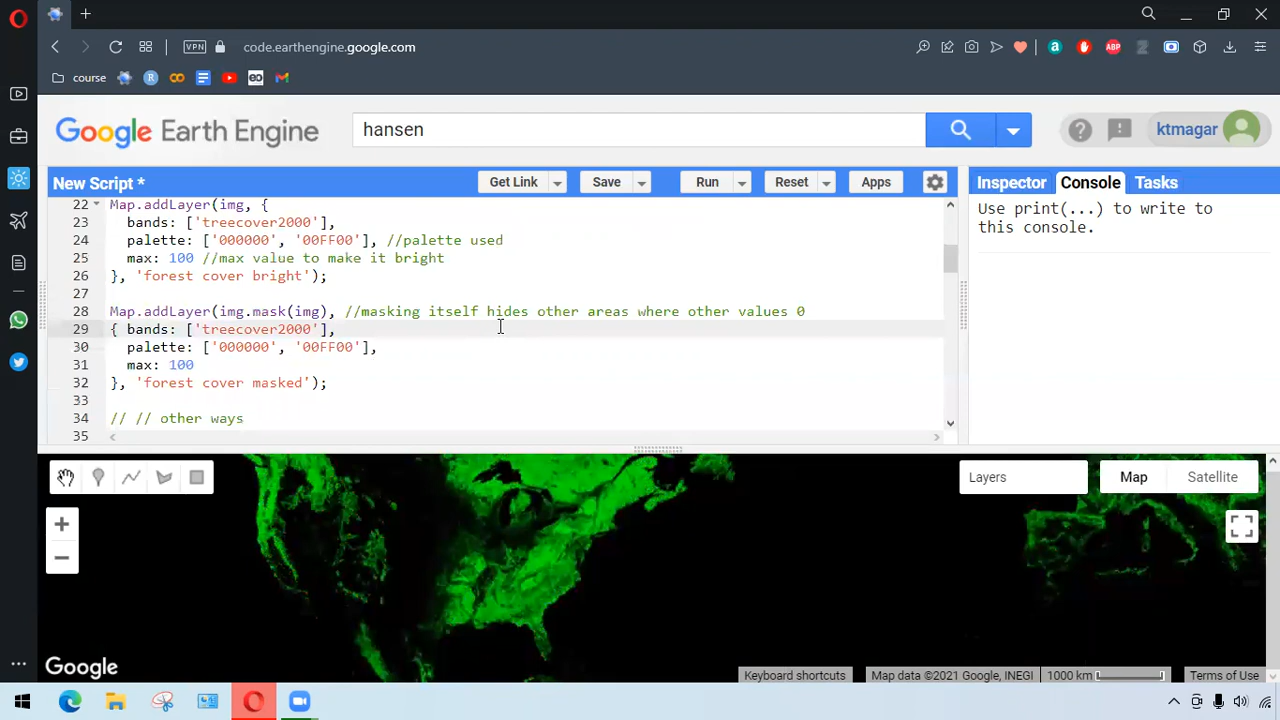 VPN code.earthengine.google.com
course
Google Earth Engine
hansen
ktmagar
New Script *
Get Link
Save
Run
Reset
Apps
Inspector Console Tasks
22 Map.addLayer(img, {
23 bands: ['treecover2000'],
24 palette: ['000000', '00FF00'], //palette used
25 max: 100 //max value to make it bright
26 }, 'forest cover bright');
27
28 Map.addLayer(img.mask(img), //masking itself hides other areas where other values 0
29 { bands: ['treecover2000'],
30 palette: ['000000', '00FF00'],
31 max: 100
32 }, 'forest cover masked');
33
34 // // other ways
35
Use print(...) to write to
this console.
Layers
Map Satellite
Google
Keyboard shortcuts
Map data ©2021 Google, INEGI
1000 km
Terms of Use